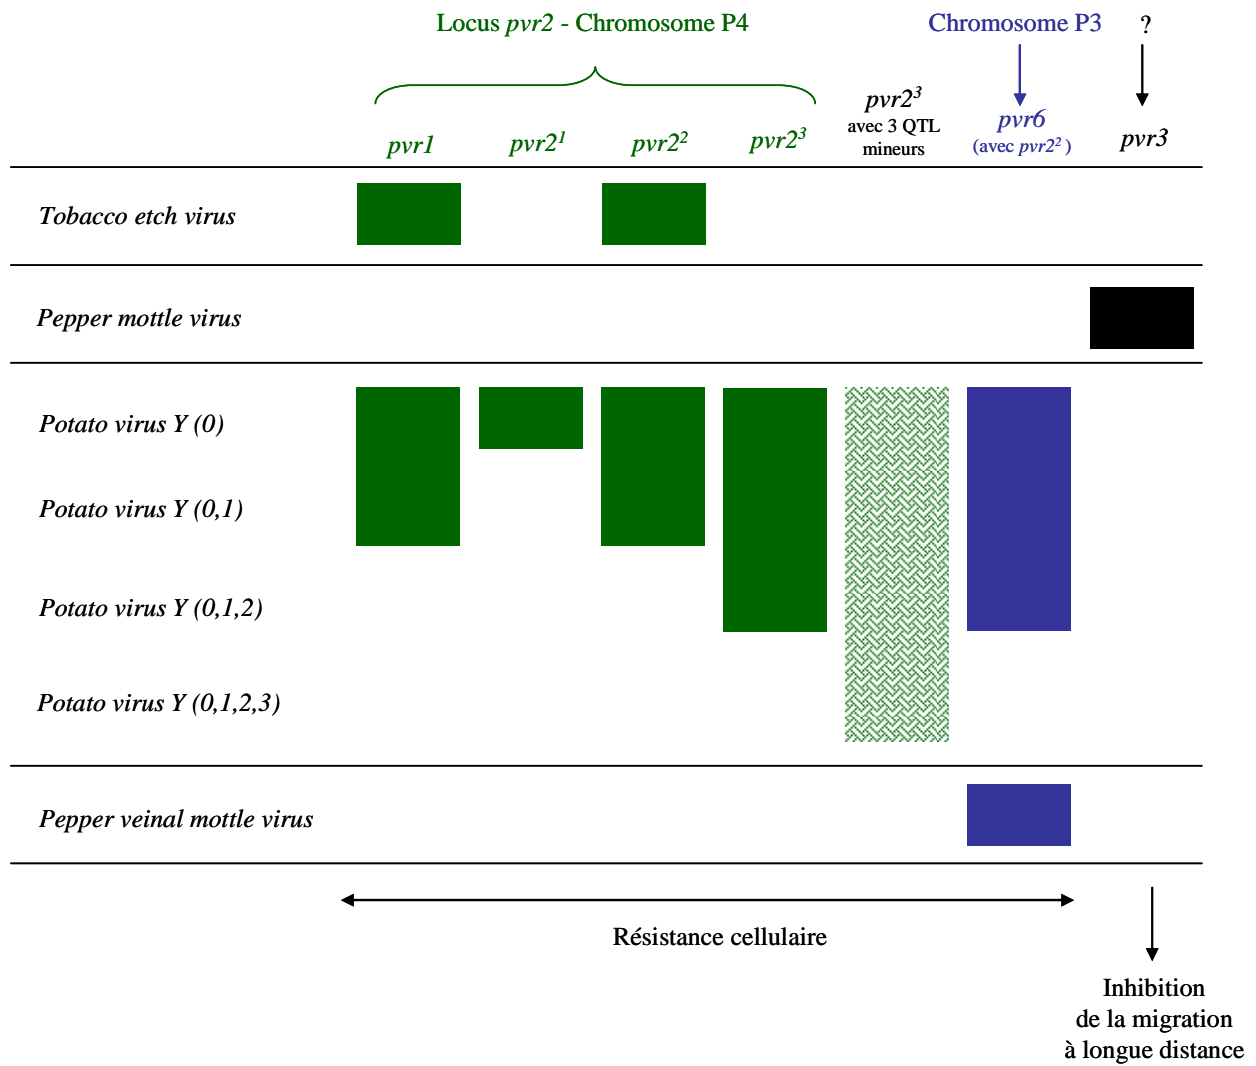 Locus pvr2 - Chromosome P4
Chromosome P3
?
pvr1
pvr2¹
pvr2²
pvr2³
pvr2³
avec 3 QTL
mineurs
pvr6
(avec pvr2²)
pvr3
Tobacco etch virus
Pepper mottle virus
Potato virus Y (0)
Potato virus Y (0,1)
Potato virus Y (0,1,2)
Potato virus Y (0,1,2,3)
Pepper veinal mottle virus
Résistance cellulaire
Inhibition
de la migration
à longue distance